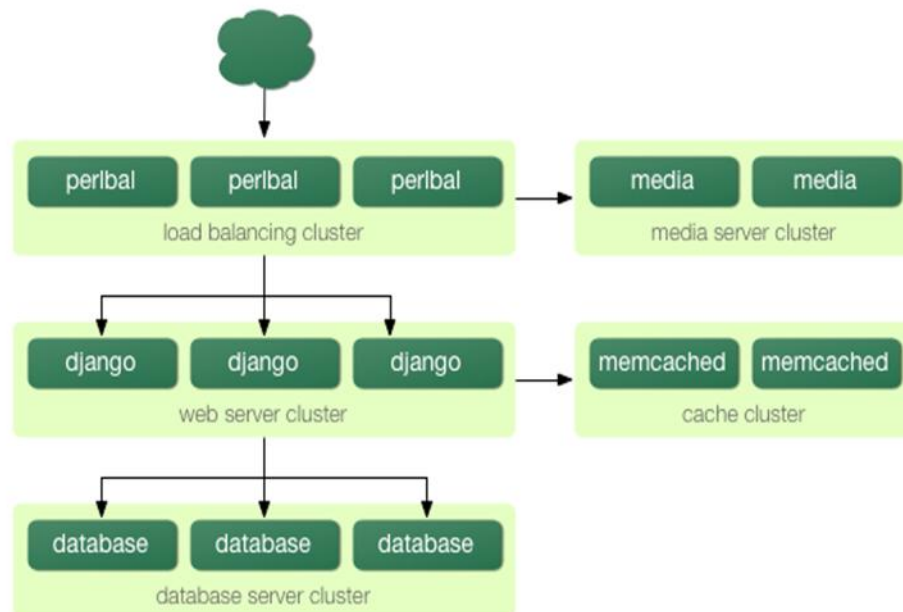 perlbal perlbal perlbal
load balancing cluster
media media
media server cluster
django django django
web server cluster
memcached memcached
cache cluster
database database database
database server cluster